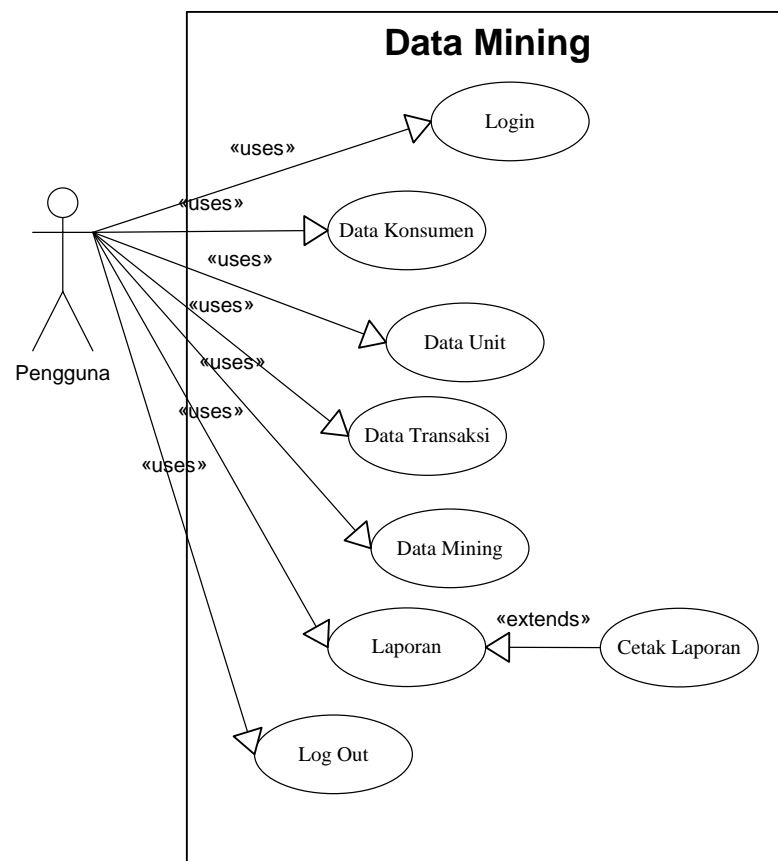 Data Mining
Login
«uses»
«uses»
Data Konsumen
«uses»
Data Unit
«uses»
Pengguna
«uses»
«uses»
Data Transaksi
«uses»
Data Mining
«extends»
Laporan
Cetak Laporan
Log Out